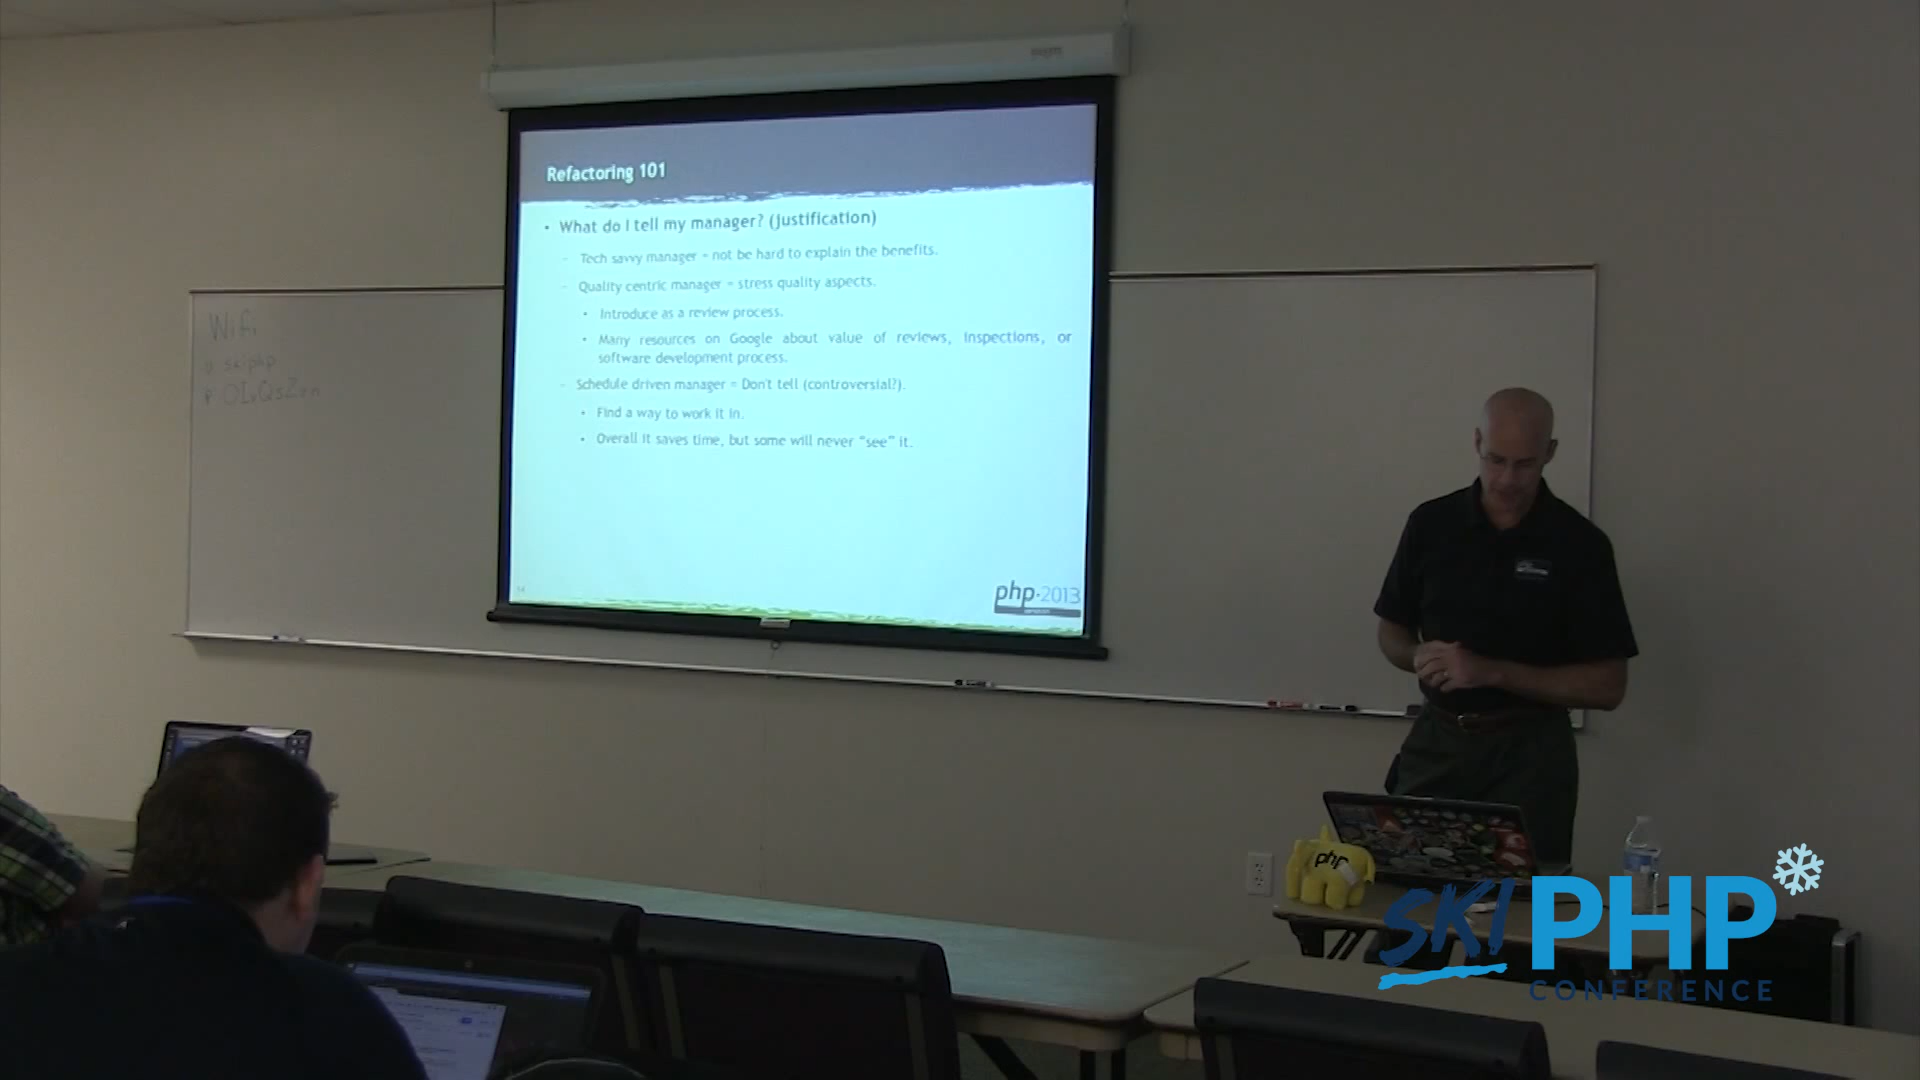 Refactoring 101
• What do I tell my manager? (justification)
– Tech savvy manager = not be hard to explain the benefits.
– Quality centric manager = stress quality aspects.
• Introduce as a review process.
• Many resources on Google about value of reviews, inspections, or
software development process.
– Schedule driven manager = Don't tell (controversial?).
• Find a way to work it in.
• Overall it saves time, but some will never “see” it.
14
php•2013
Wifi
u skiphp
p
php
SKI PHP
CONFERENCE